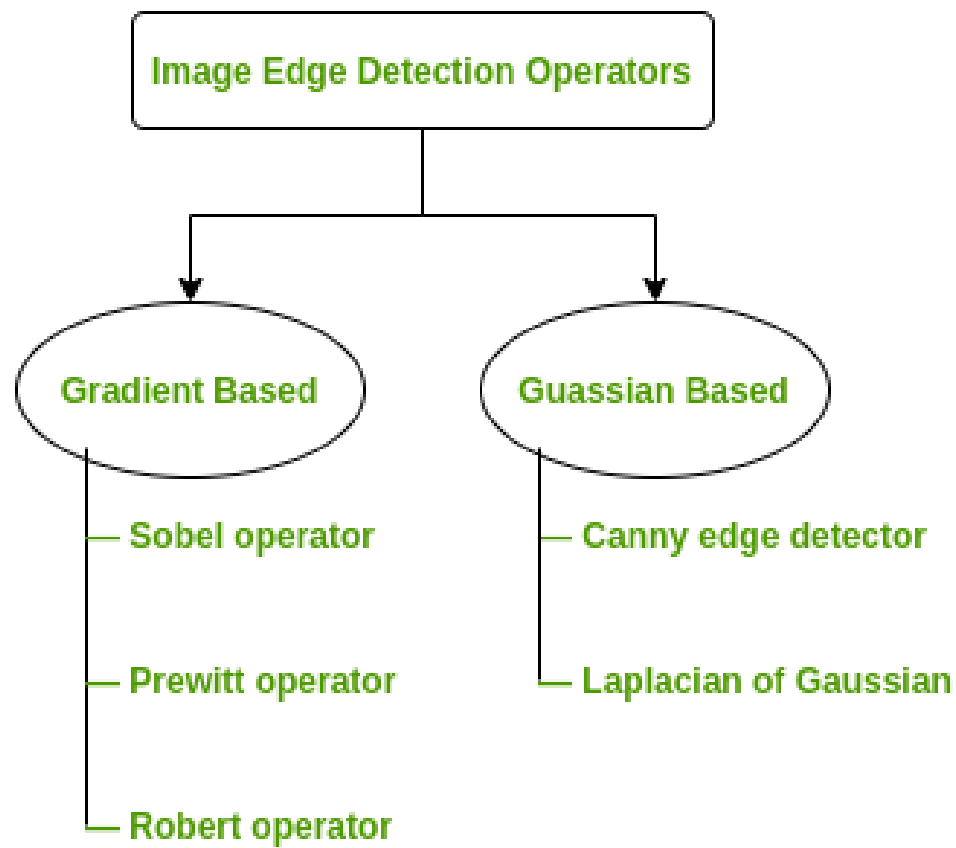 Image Edge Detection Operators
Gradient Based
Guassian Based
Sobel operator
Canny edge detector
Prewitt operator
Laplacian of Gaussian
Robert operator